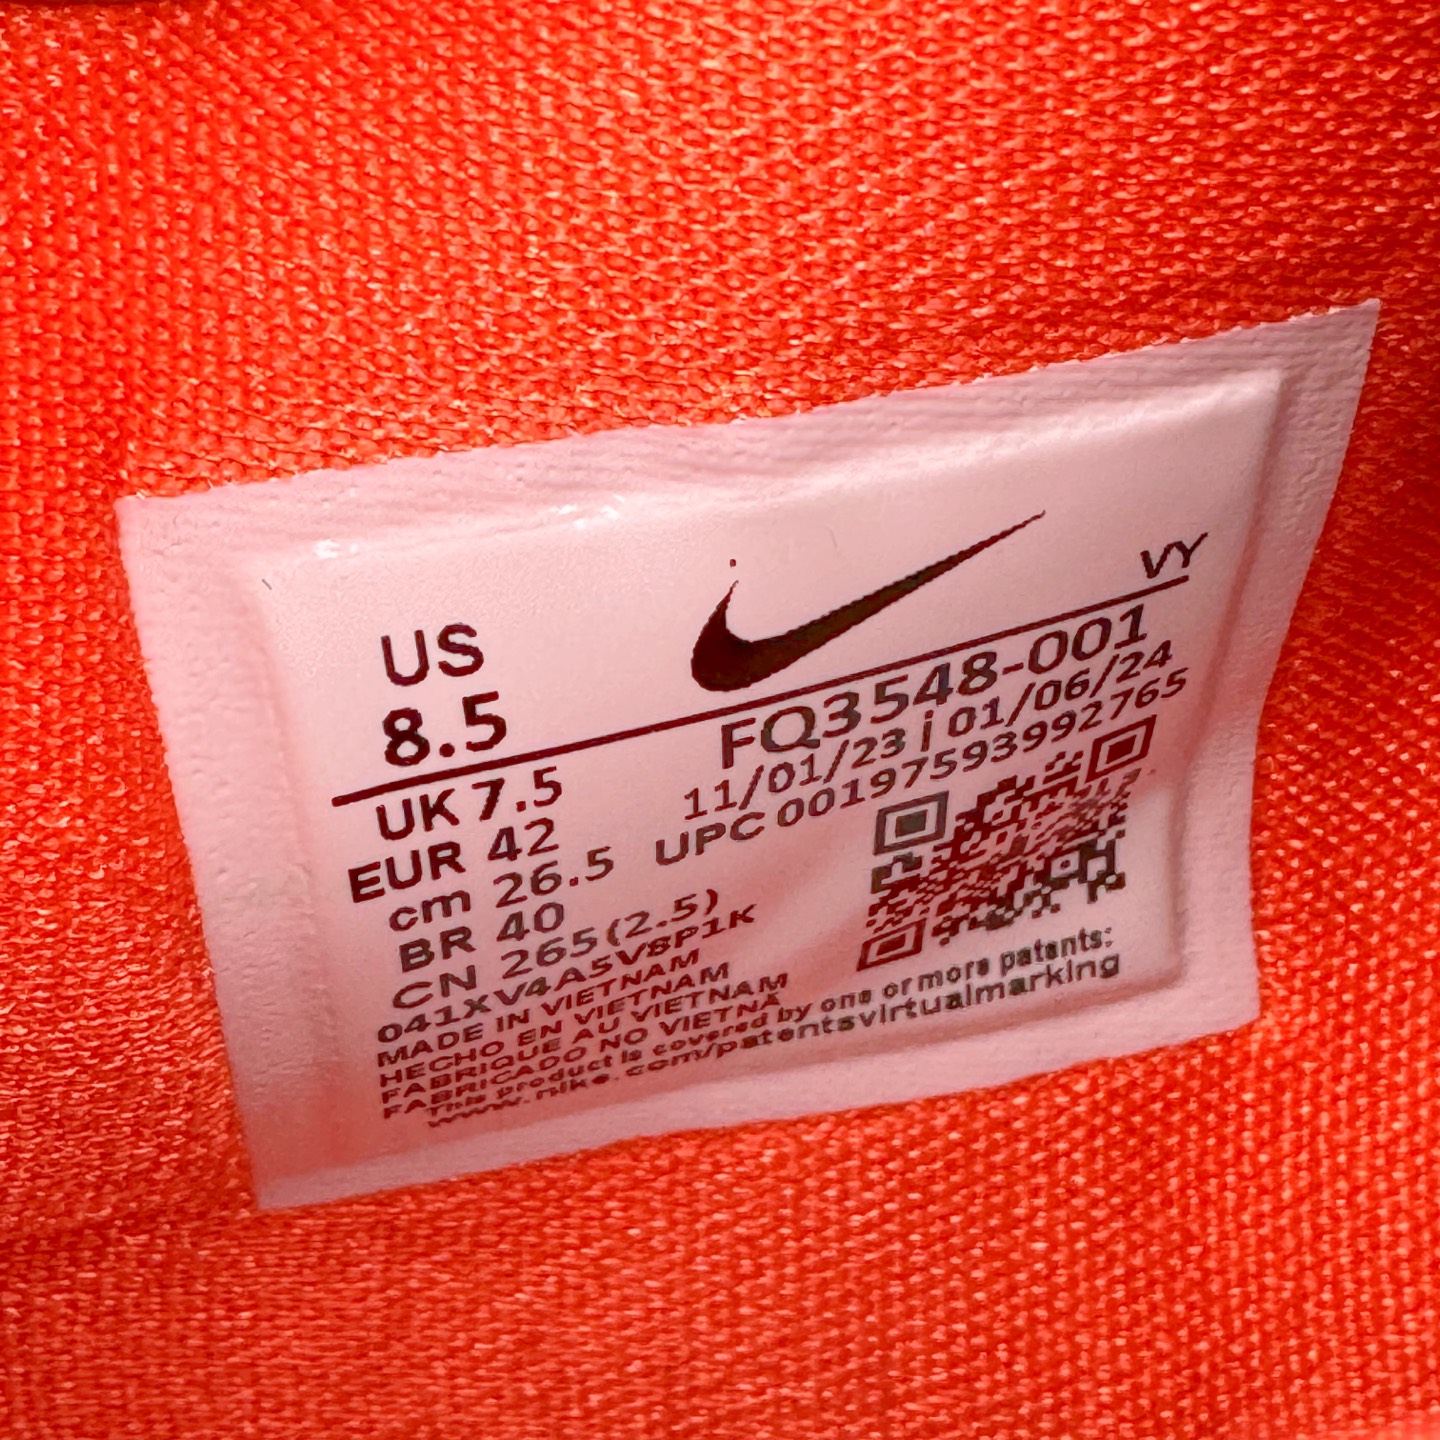 US
8.5
VY
FQ3548-001
11/01/23 ¡ 01/06/24
UPC 00197593992765
UK 7.5
EUR 42
cm 26.5
BR 40
CN 265(2.5)
041XV4A5V8P1K
MADE IN VIETNAM
HECHO EN VIETNAM
FABRIQUE AU VIETNAM
FABRICADO NO VIETNÃ
This product is covered by one or more patents:
www.nike.com/patentsvirtualmarking